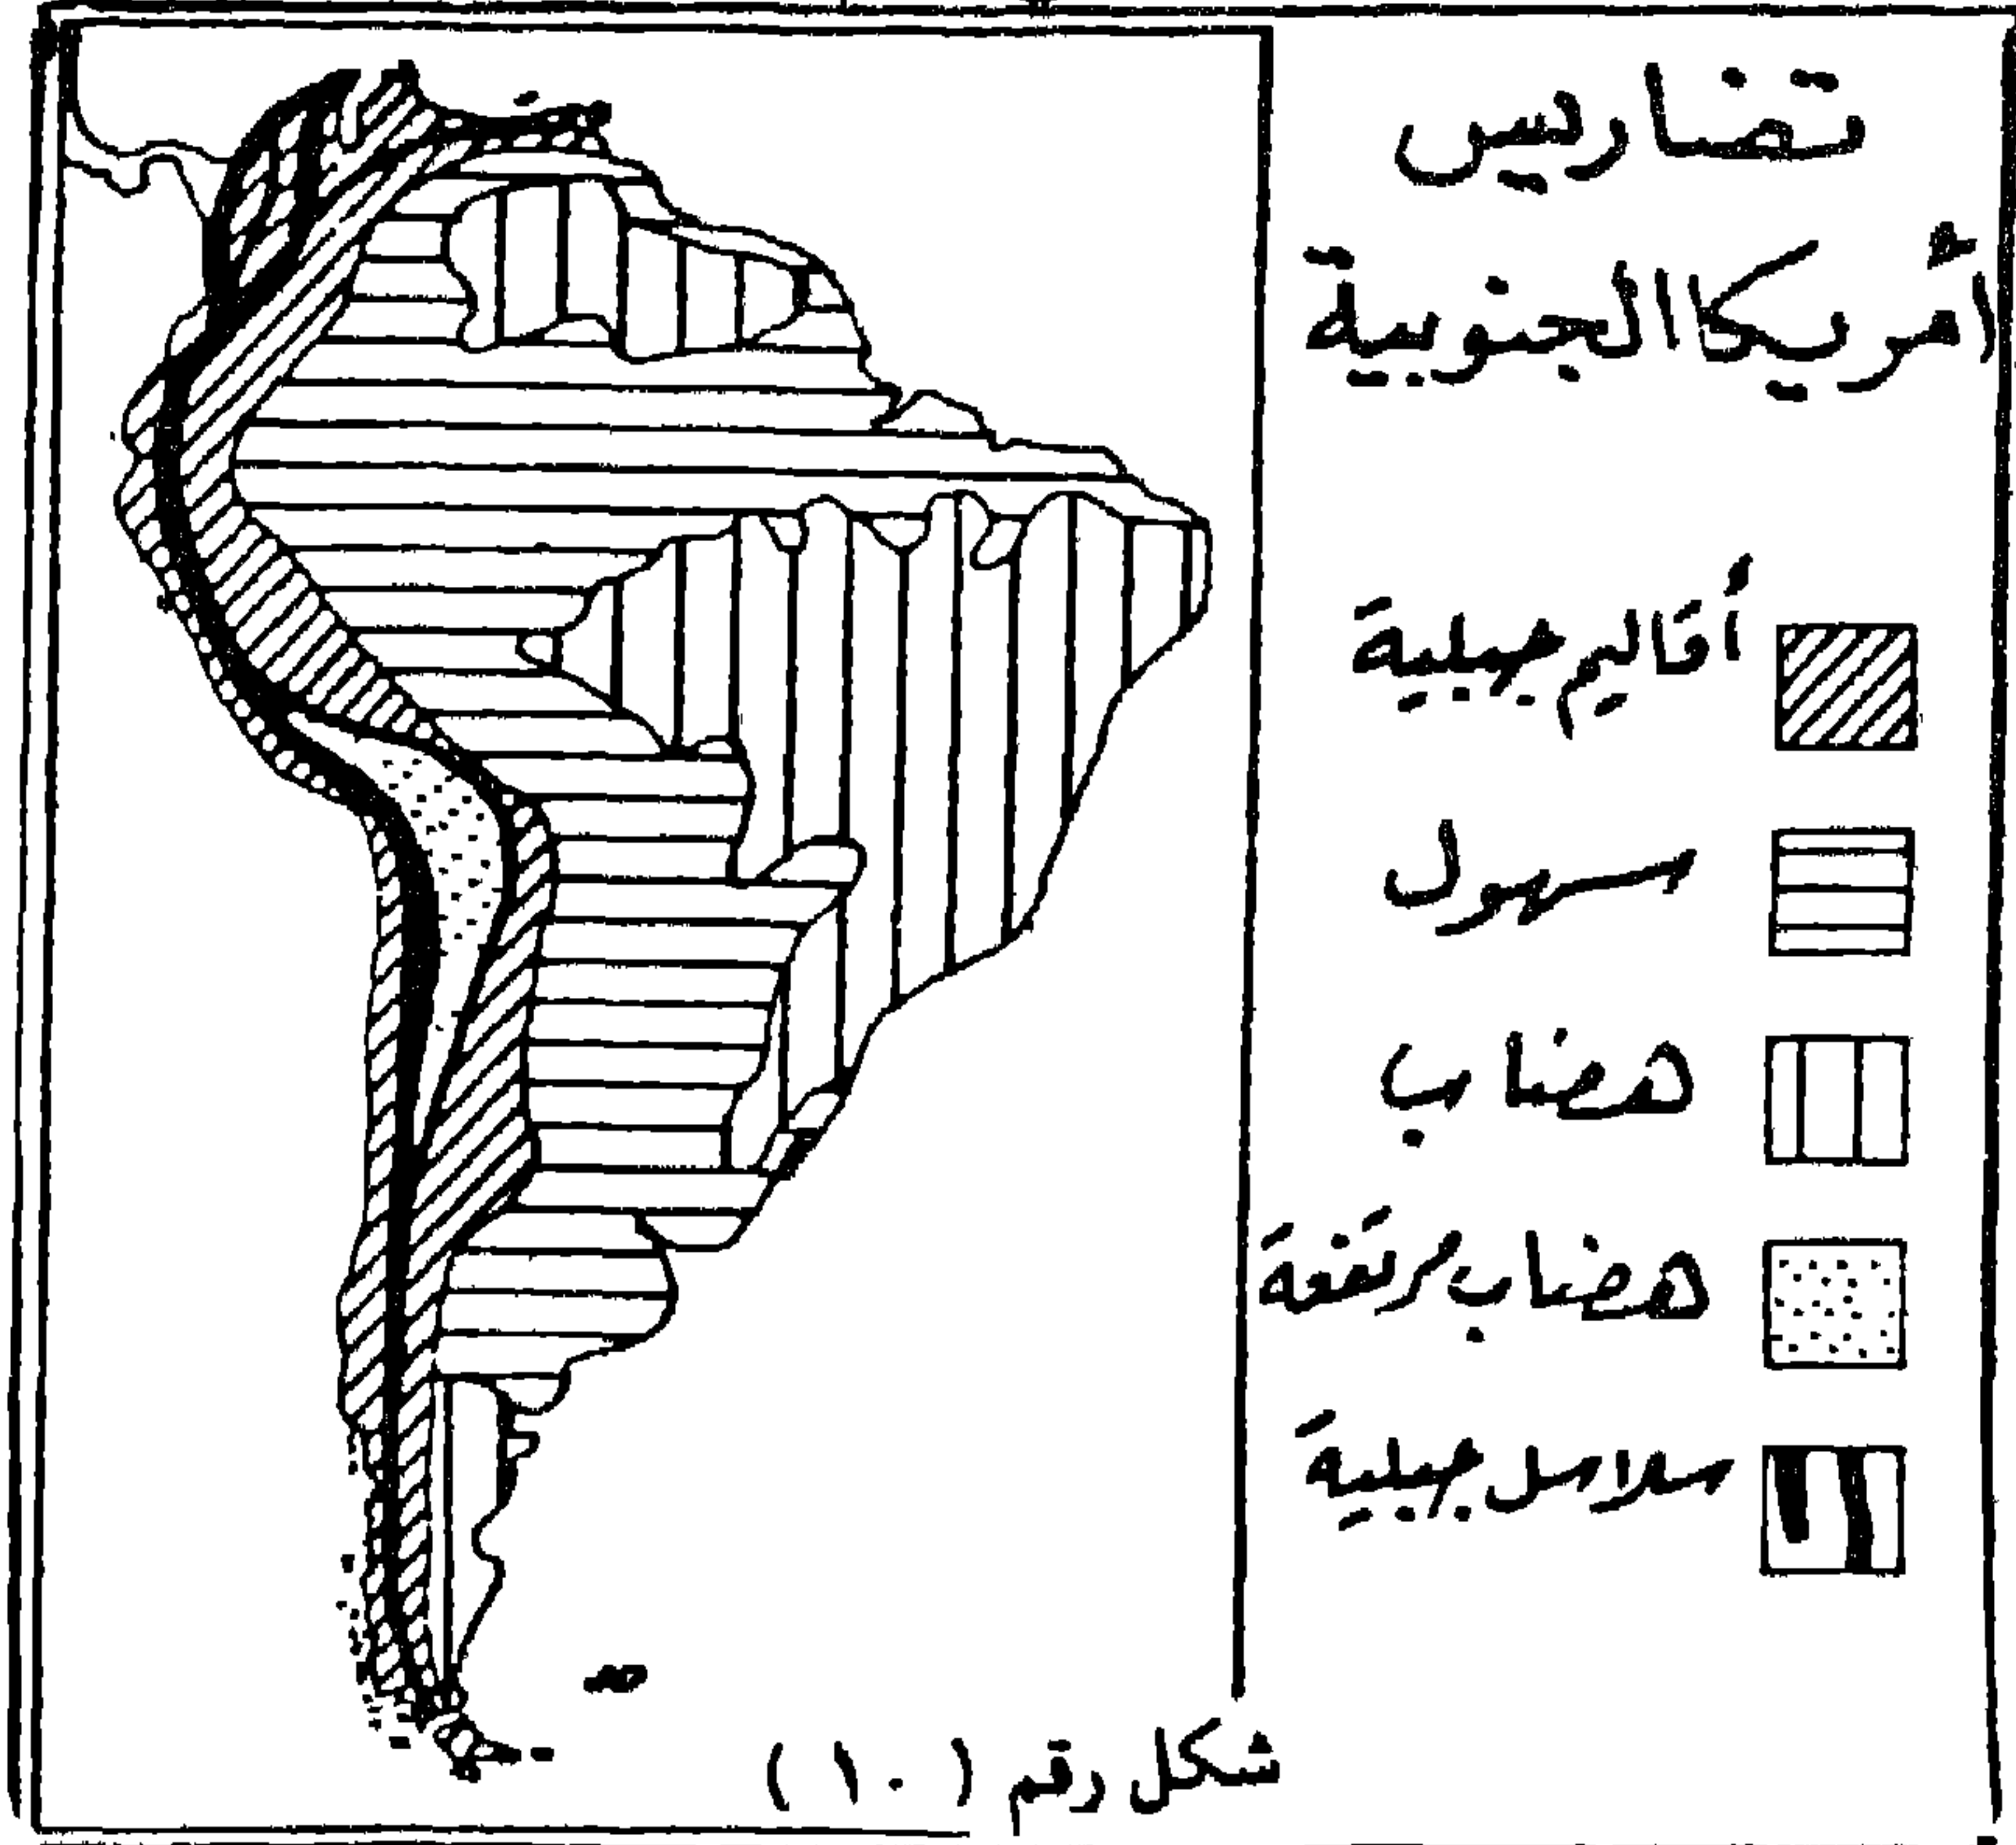 تضاريس
أمريكا الجنوبية
أقاليم جبلية
سهول
هضاب
هضاب مرتفعة
سلاسل جبلية
شكل رقم (١٠)